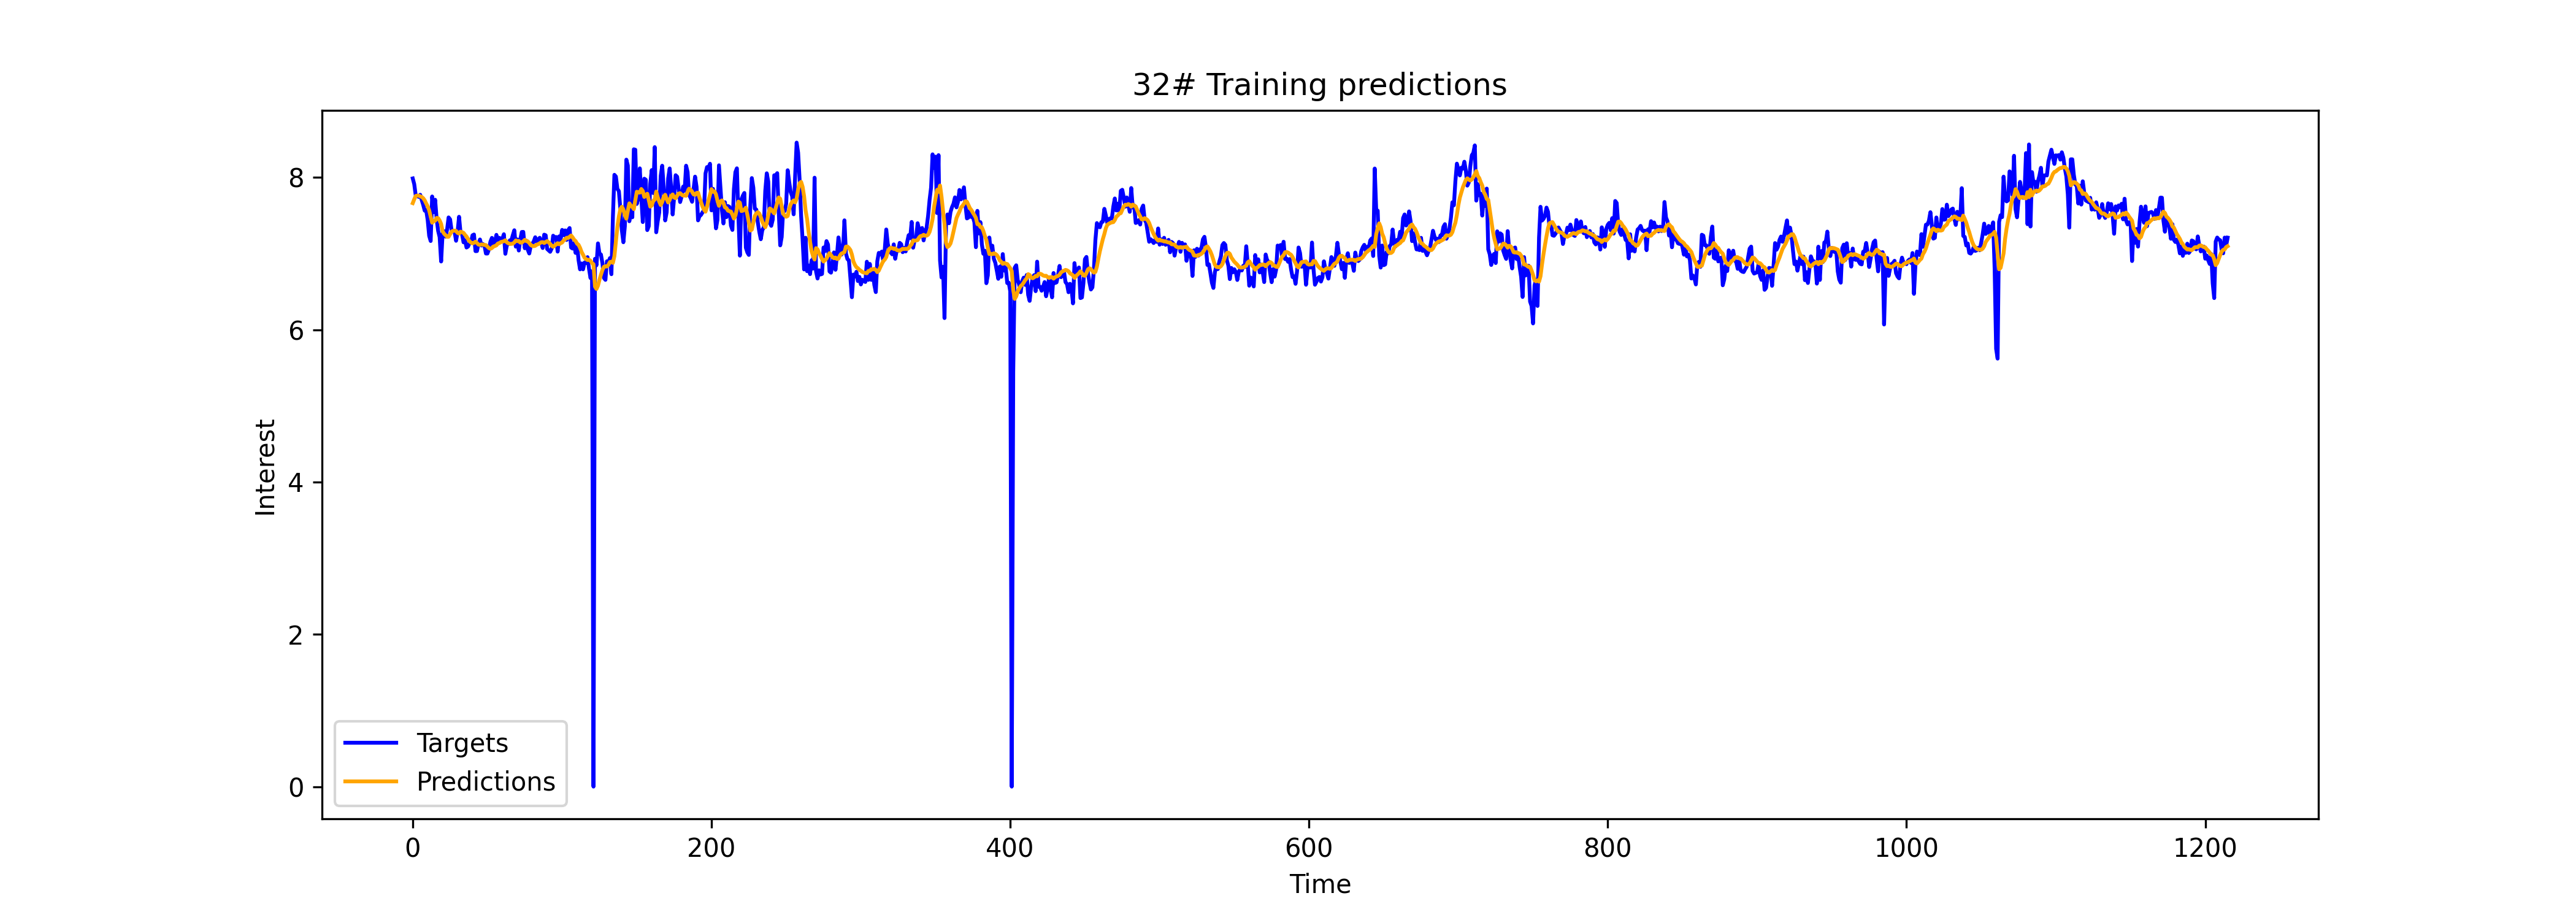 32# Training predictions
Interest
8
6
4
2
0
Targets
Predictions
0 200 400 600 800 1000 1200
Time